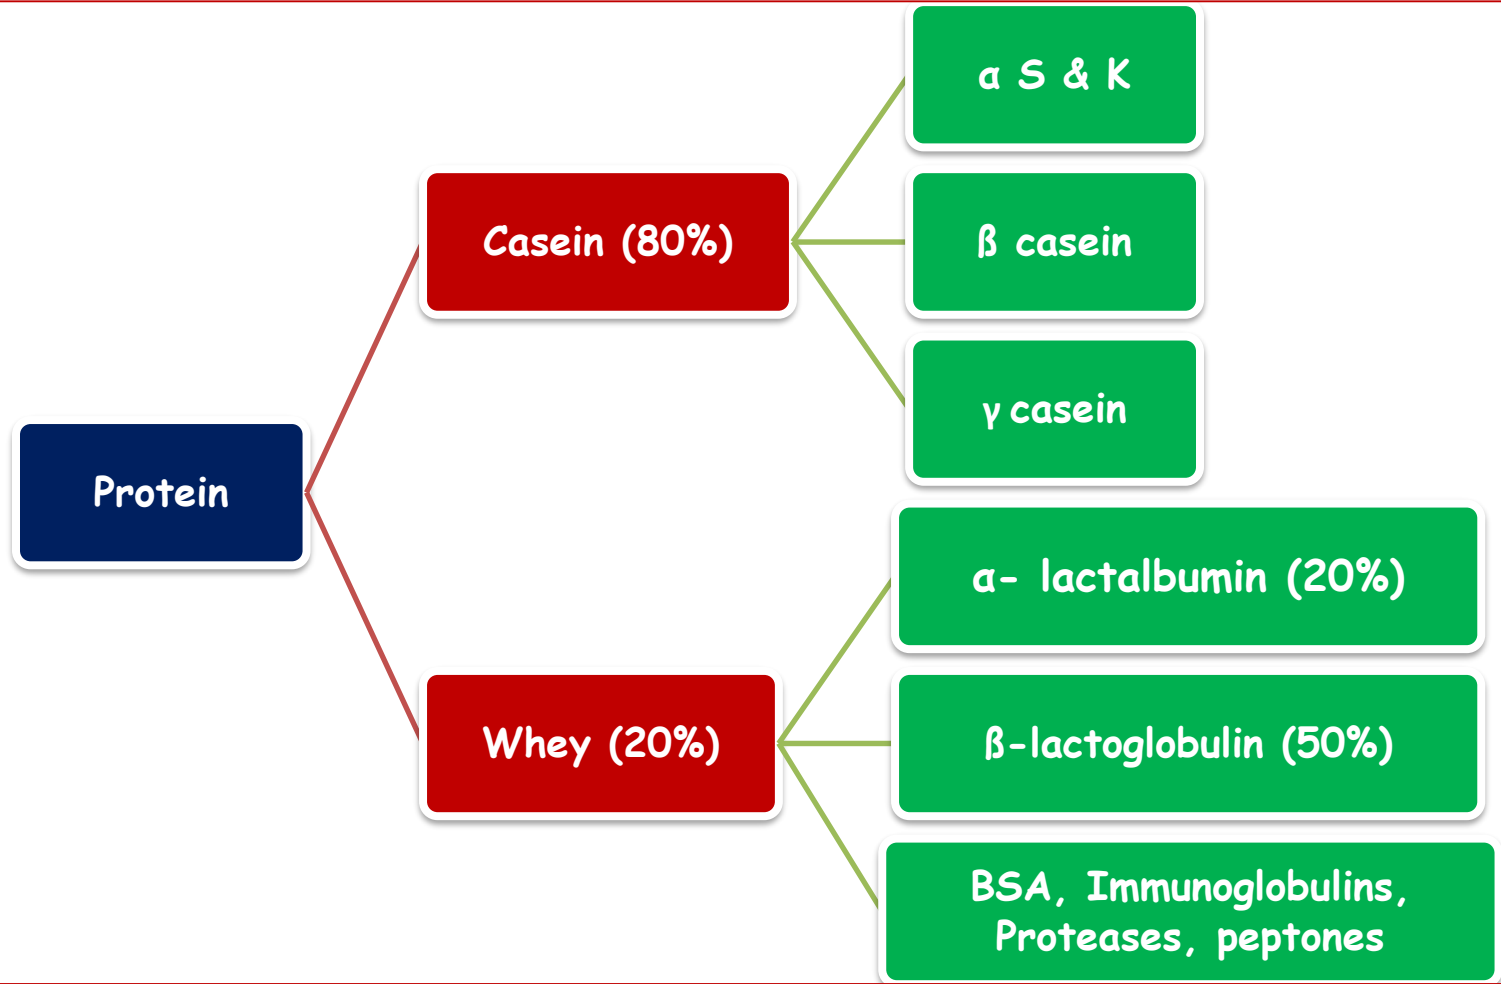 α S & K
Casein (80%)
ß casein
γ casein
Protein
α- lactalbumin (20%)
Whey (20%)
ß-lactoglobulin (50%)
BSA, Immunoglobulins,
Proteases, peptones